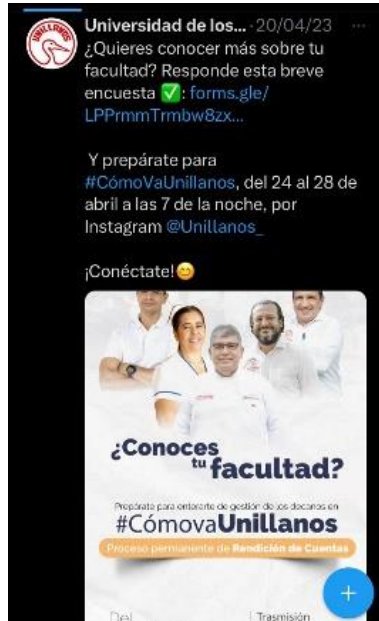 UNILLANOS
Universidad de los... · 20/04/23
¿Quieres conocer más sobre tu
facultad? Responde esta breve
encuesta ✅: forms.gle/
LPPrmmTrmbw8zx...
Y prepárate para
#CómoVaUnillanos, del 24 al 28 de
abril a las 7 de la noche, por
Instagram @Unillanos_
¡Conéctate!😊
¿Conoces
tu facultad?
Prepárate para enterarte de gestión de los decanos en
#CómovaUnillanos
Proceso permanente de Rendición de Cuentas
Del
Trasmisión